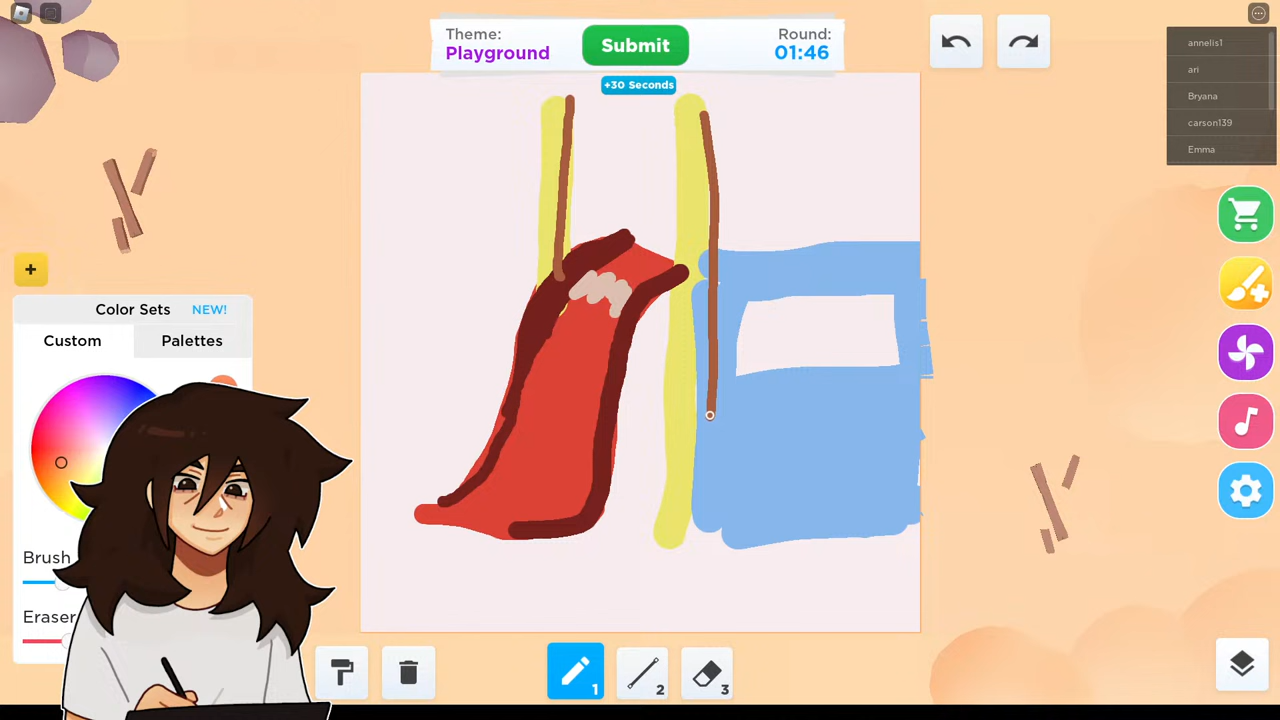 Theme:
Playground
Submit
Round:
01:46
+30 Seconds
annelis1
ari
Bryana
carson139
Emma
+
Color Sets NEW!
Custom Palettes
Brush
Eraser
1
2
3